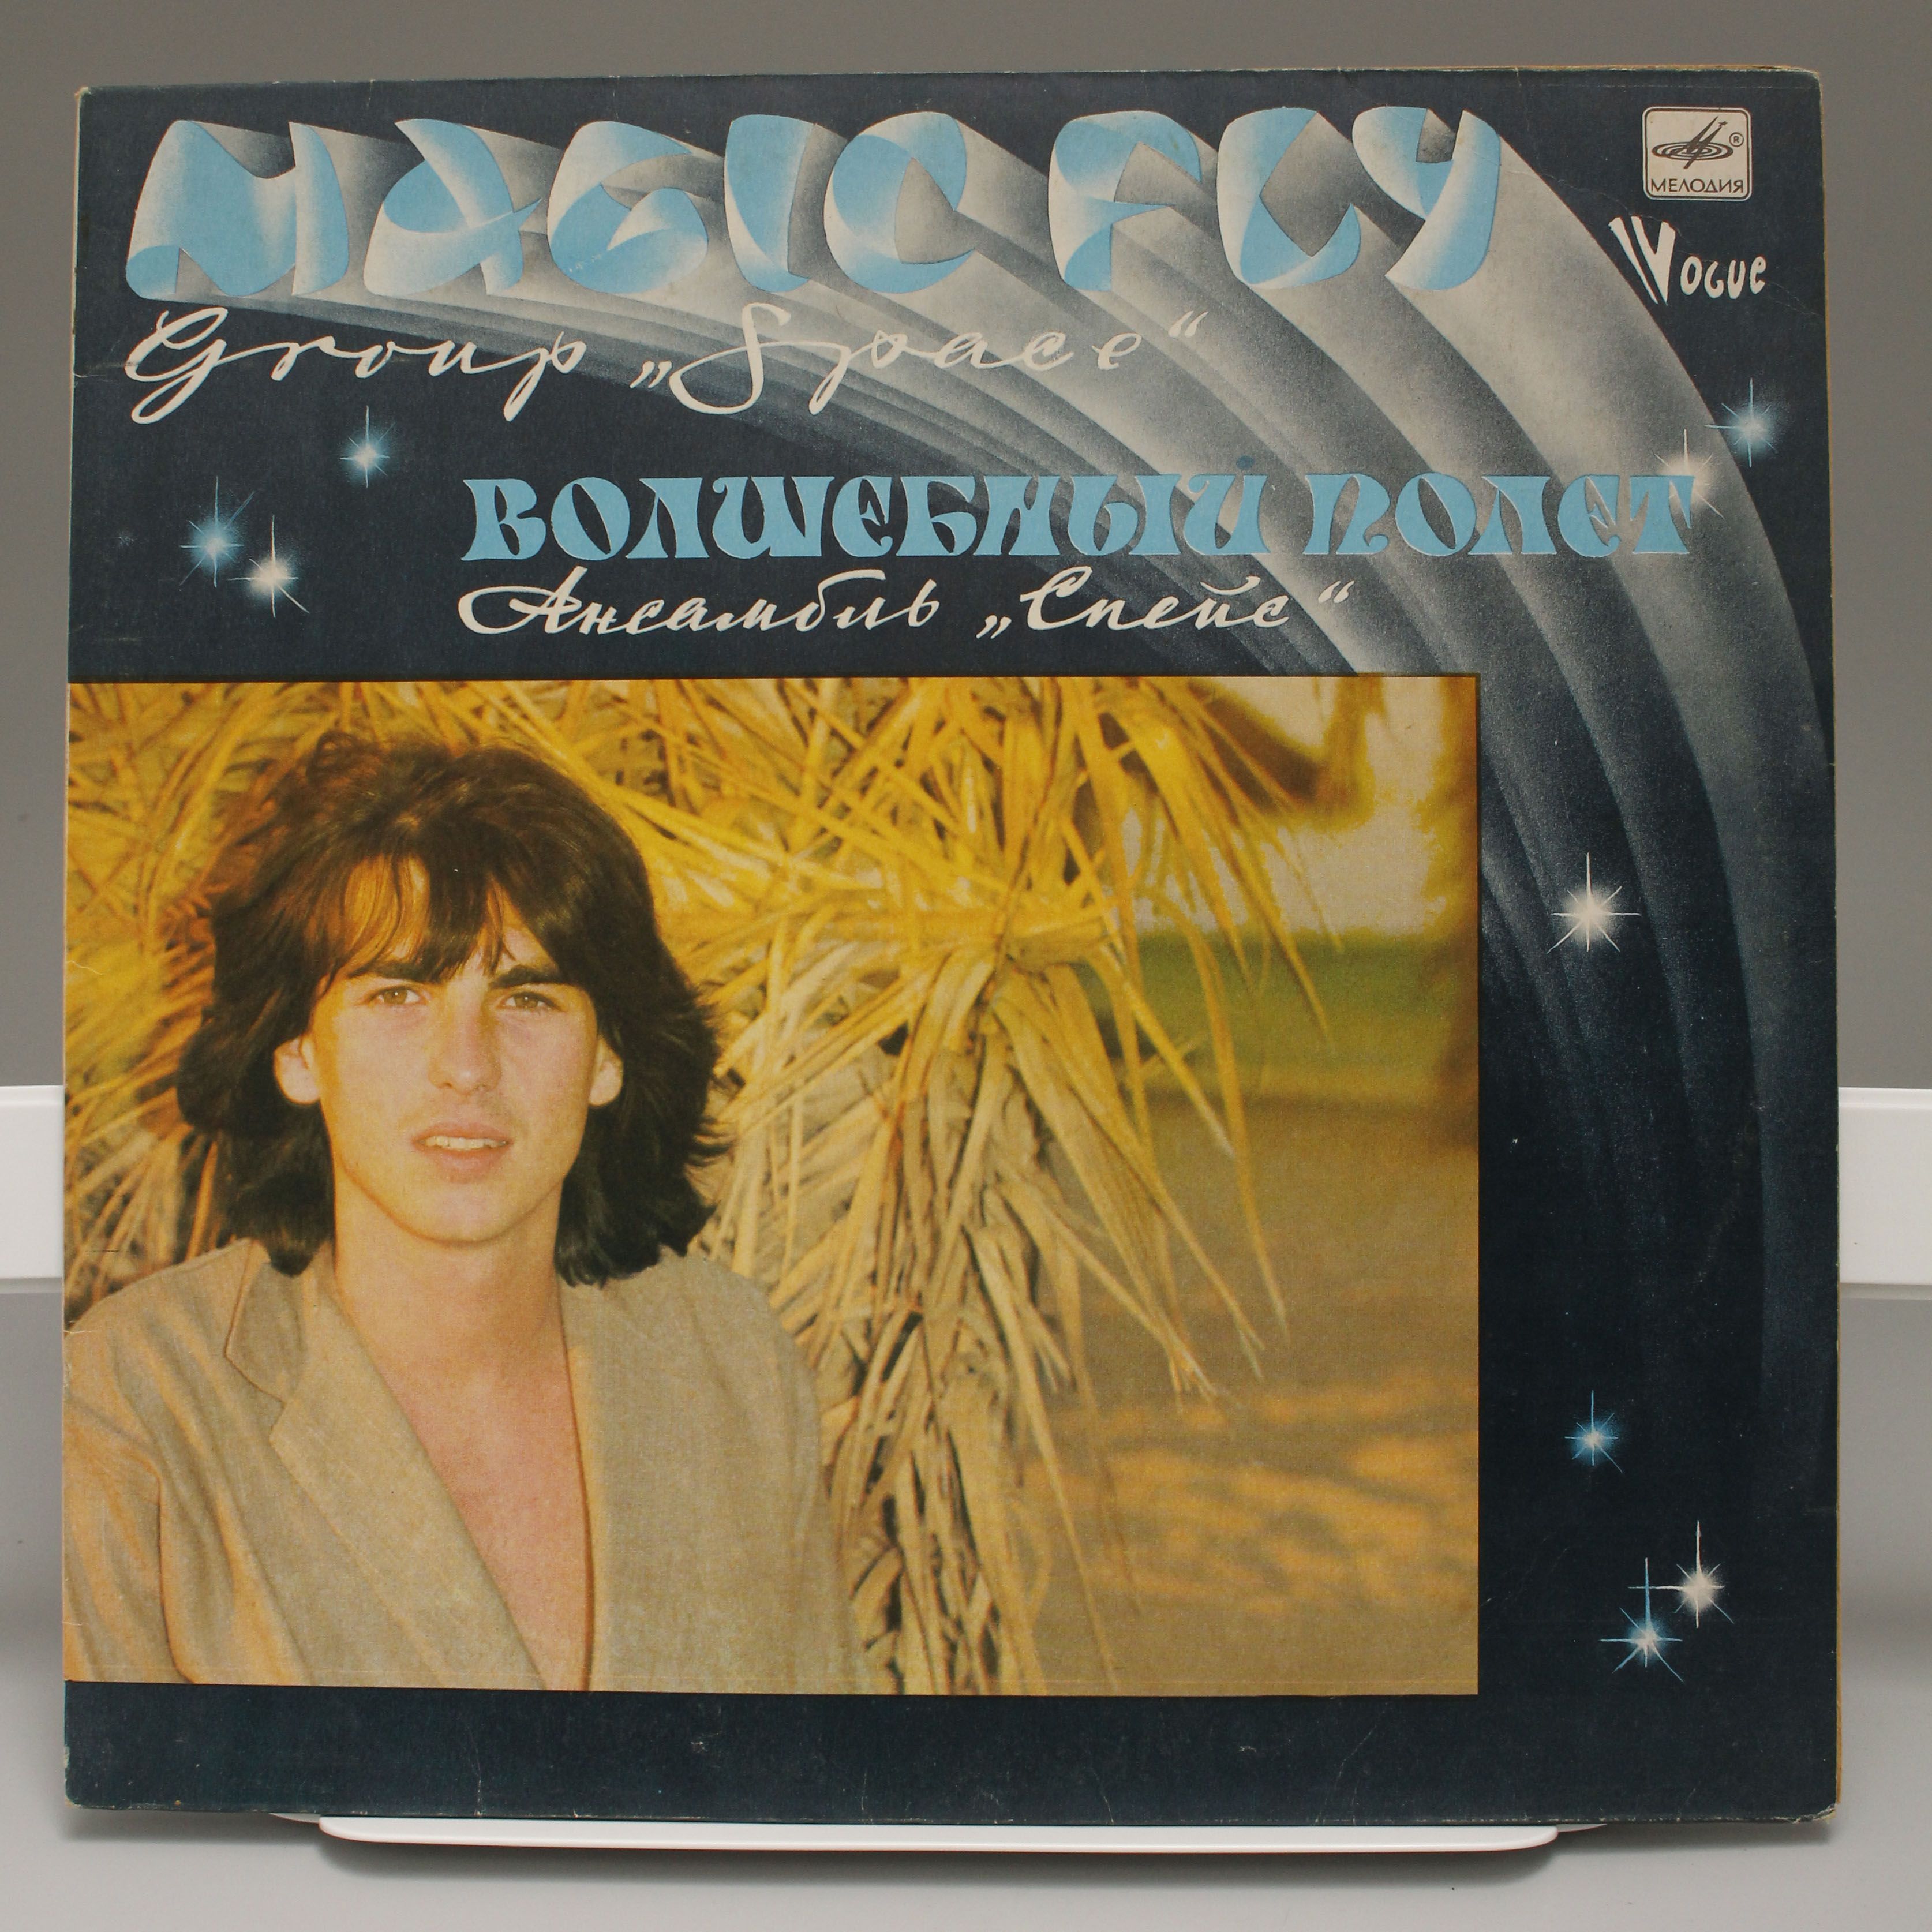 MAGIC FLY
МЕЛОДИЯ
®
Vogue
Group „Space“
ВОЛШЕБНЫЙ ПОЛЕТ
Ансамбль „Спейс“